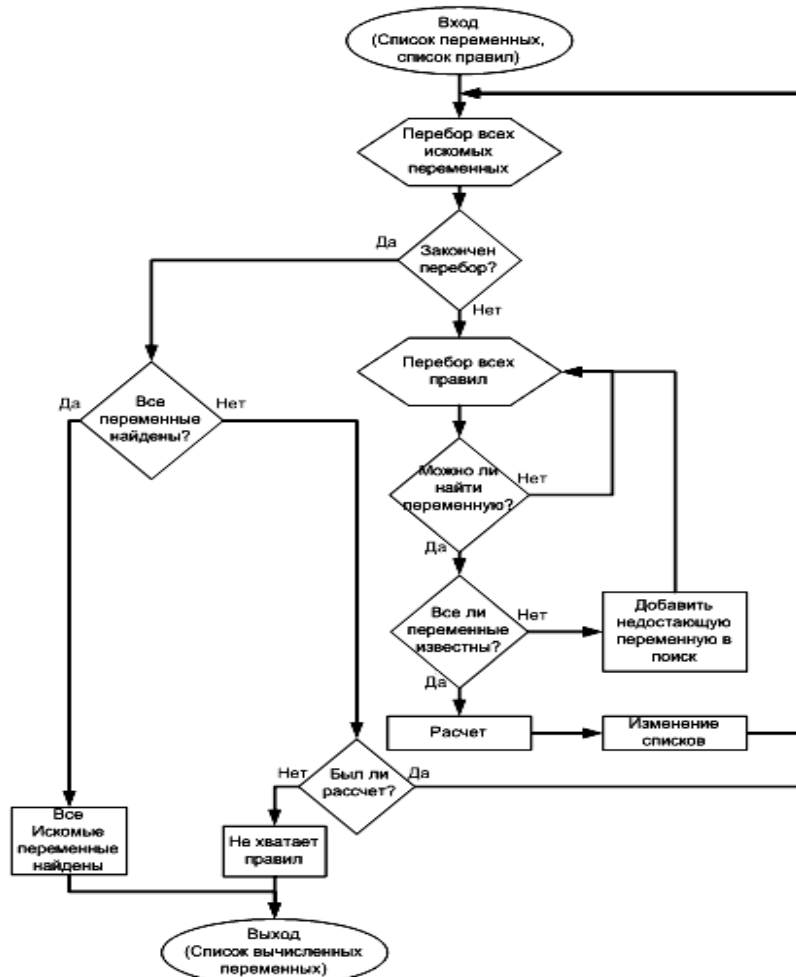 Вход
(Список переменных,
список правил)
Перебор всех
искомых
переменных
Да
Закончен
перебор?
Нет
Перебор всех
правил
Да
Все
переменные
найдены?
Нет
Можно ли
найти
переменную?
Нет
Да
Все ли
переменные
известны?
Нет
Добавить
недостающую
переменную в
поиск
Да
Расчет
Изменение
списков
Нет
Был ли
рассчет?
Да
Все
Искомые
переменные
найдены
Не хватает
правил
Выход
(Список вычисленных
переменных)